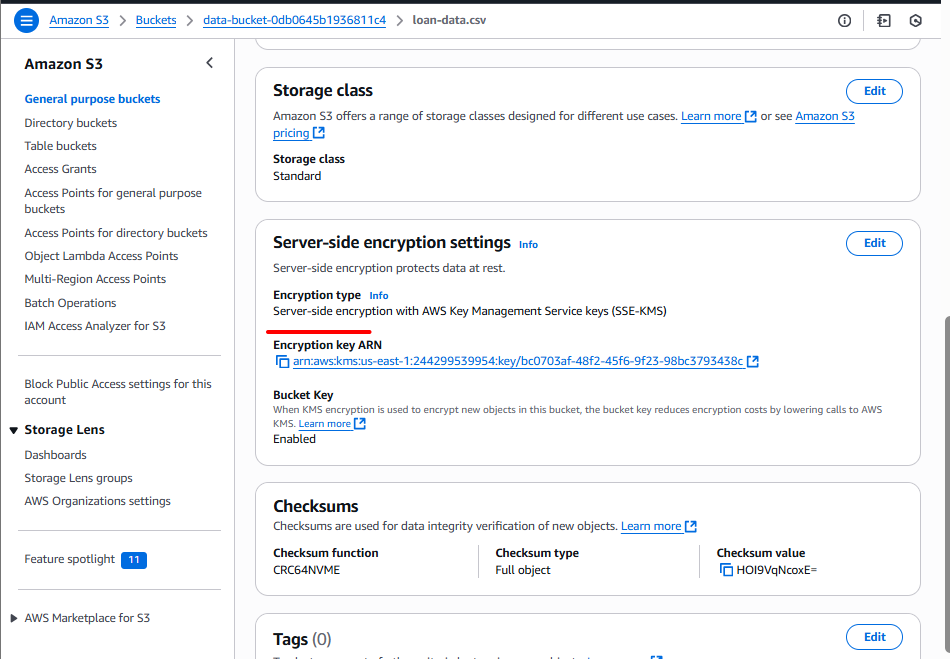 Amazon S3 > Buckets > data-bucket-0db0645b1936811c4 > loan-data.csv
Amazon S3
General purpose buckets
Directory buckets
Table buckets
Access Grants
Access Points for general purpose
buckets
Access Points for directory buckets
Object Lambda Access Points
Multi-Region Access Points
Batch Operations
IAM Access Analyzer for S3
Block Public Access settings for this
account
Storage Lens
Dashboards
Storage Lens groups
AWS Organizations settings
Feature spotlight 11
AWS Marketplace for S3
Storage class
Edit
Amazon S3 offers a range of storage classes designed for different use cases. Learn more or see Amazon S3
pricing
Storage class
Standard
Server-side encryption settings Info
Edit
Server-side encryption protects data at rest.
Encryption type Info
Server-side encryption with AWS Key Management Service keys (SSE-KMS)
Encryption key ARN
arn:aws:kms:us-east-1:244299539954:key/bc0703af-48f2-45f6-9f23-98bc3793438c
Bucket Key
When KMS encryption is used to encrypt new objects in this bucket, the bucket key reduces encryption costs by lowering calls to AWS
KMS. Learn more
Enabled
Checksums
Checksums are used for data integrity verification of new objects. Learn more
Checksum function
CRC64NVME
Checksum type
Full object
Checksum value
HOI9VqNcoxE=
Tags (0)
Edit